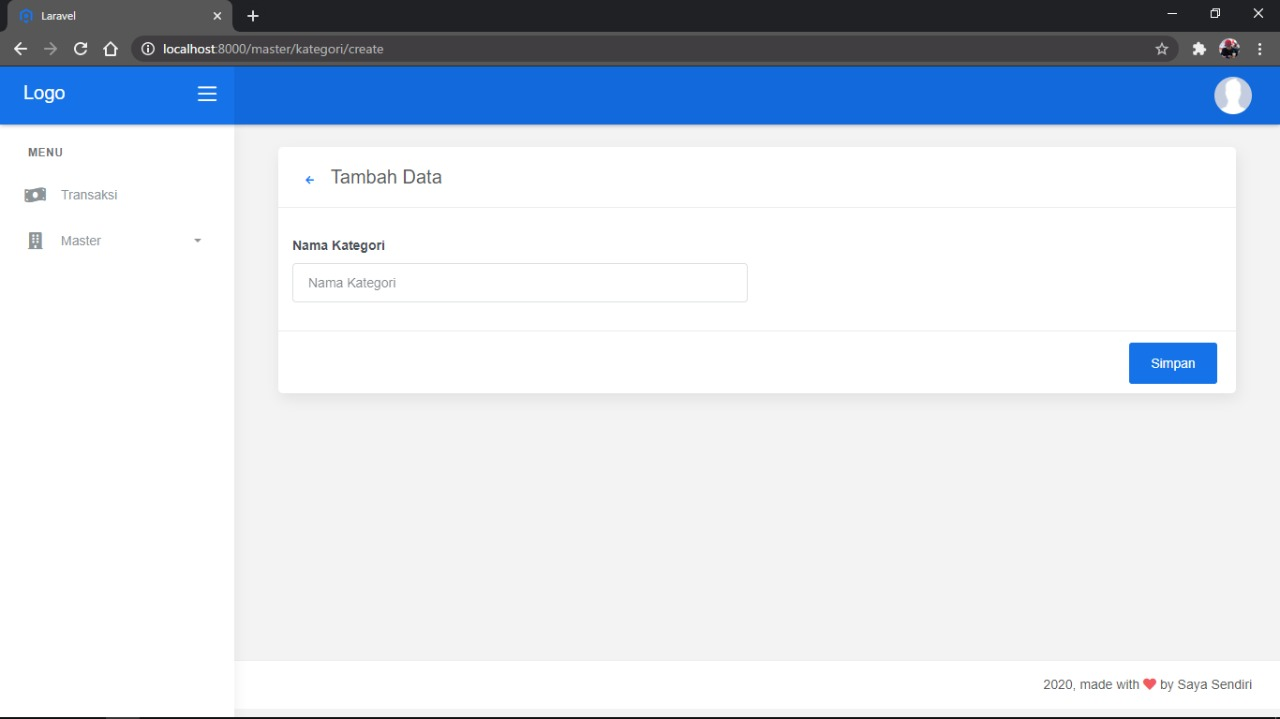 Laravel
localhost:8000/master/kategori/create
Logo
MENU
Transaksi
Master
Tambah Data
Nama Kategori
Nama Kategori
Simpan
2020, made with ❤ by Saya Sendiri